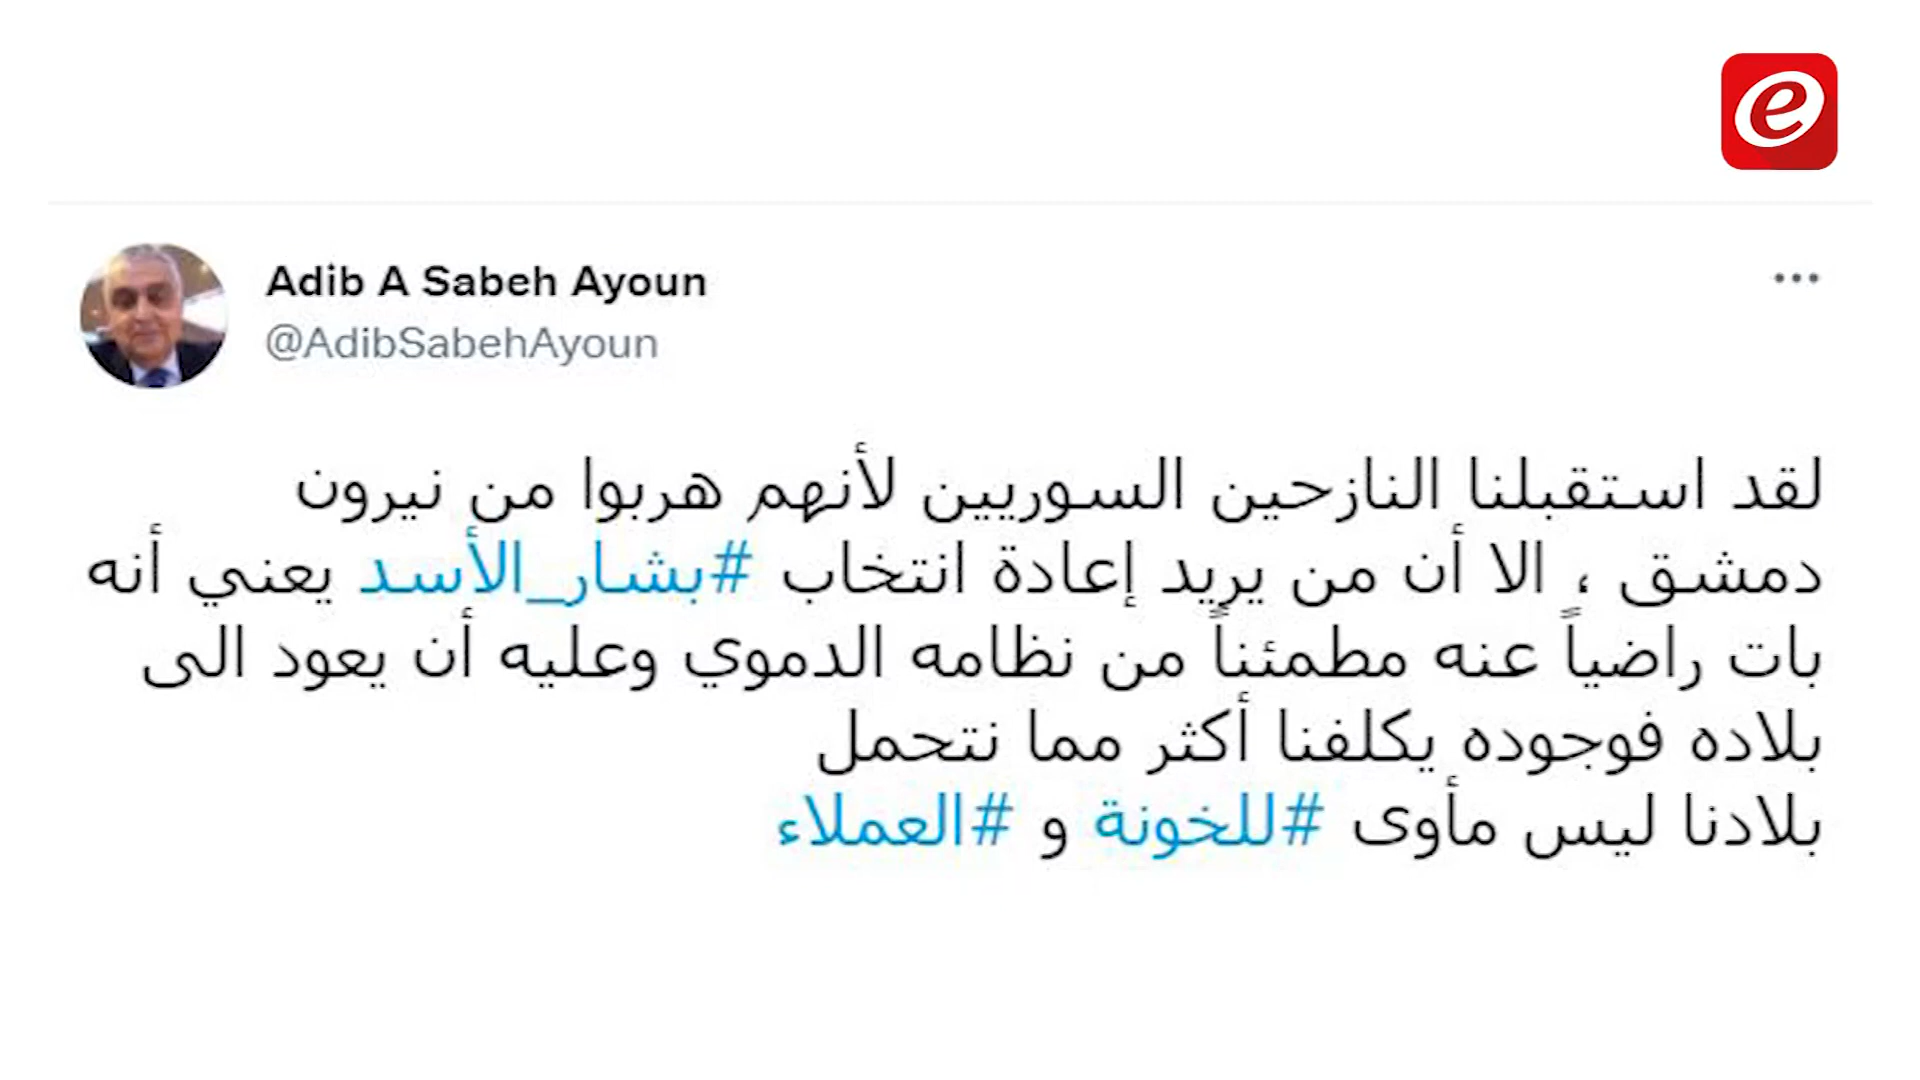 e
Adib A Sabeh Ayoun
@AdibSabehAyoun
لقد استقبلنا النازحين السوريين لأنهم هربوا من نيرون
دمشق ، الا أن من يريد إعادة انتخاب #بشار_الأسد يعني أنه
بات راضياً عنه مطمئناً من نظامه الدموي وعليه أن يعود الى
بلاده فوجوده يكلفنا أكثر مما نتحمل
بلادنا ليس مأوى #للخونة و #العملاء